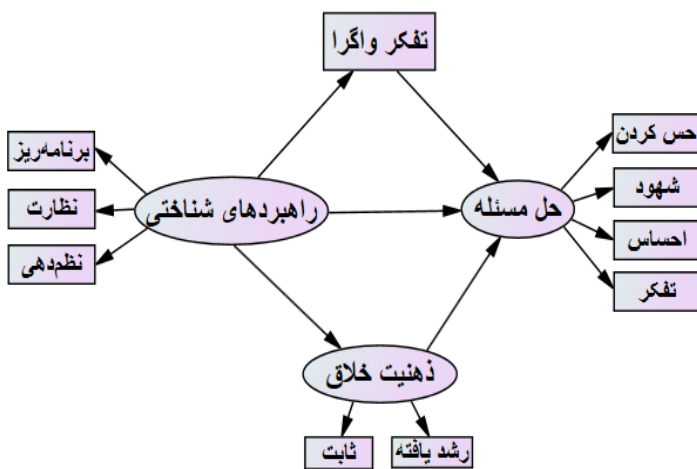 تفکر واگرا
حس کردن
برنامه‌ریز
شهود
راهبردهای شناختی
حل مسئله
نظارت
احساس
نظم‌دهی
تفکر
ذهنیت خلاق
رشد یافته
ثابت